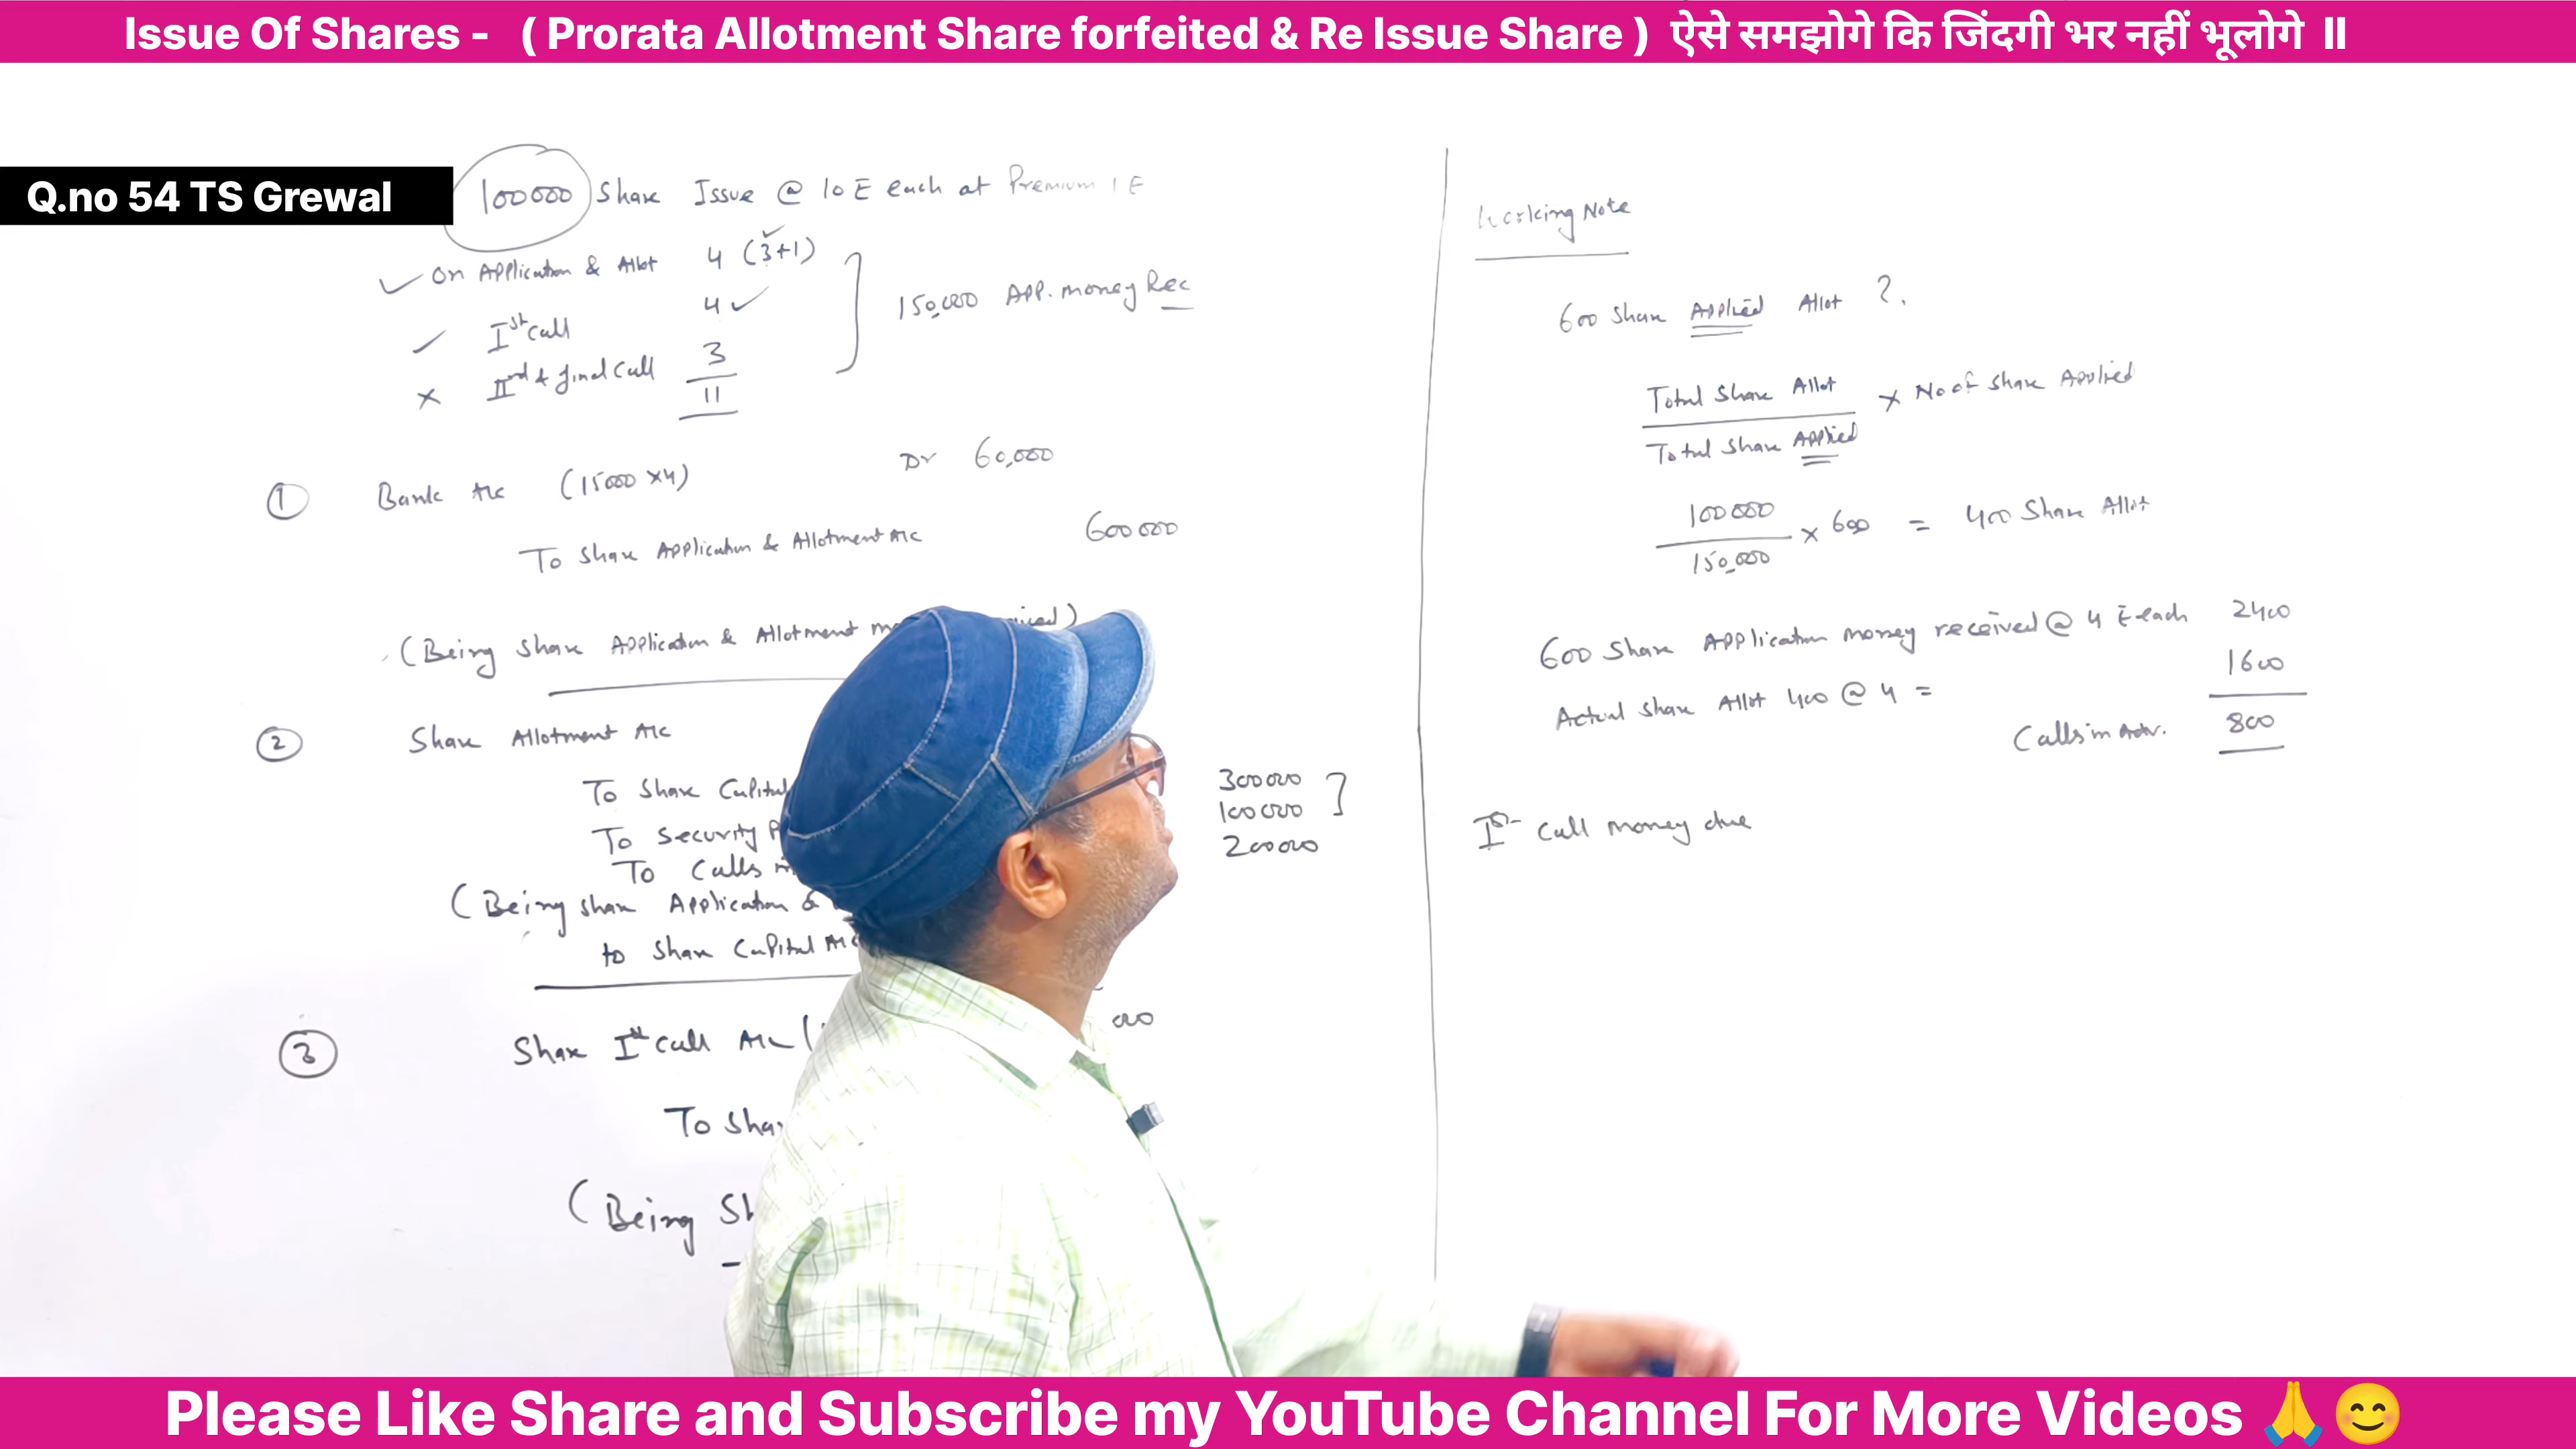 Issue Of Shares - ( Prorata Allotment Share forfeited & Re Issue Share ) ऐसे समझोगे कि जिंदगी भर नहीं भूलोगे ॥
Q.no 54 TS Grewal
100000 Share Issue @ 10 E each at Premium 1 E
✓ on Application & Allot 4 (3+1)
✓ Ist call 4 ✓
x IInd & final call 3
11
150,000 App. money Rec
① Bank A/c (15000 x4) Dr 60,000
To Share Application & Allotment A/c 600000
(Being Share Application & Allotment
② Share Allotment A/c
To Share Capital 300000
To Security 100000
To Calls 200000
(Being share Application &
to Share Capital A/c
③ Share Ist call A/c
To
(Being
Working Note
600 Share Applied Allot ?.
Total Share Allot
Total Share Applied
x No of Share Applied
100000
150,000
x 600 = 400 Share Allot
600 Share Application money received @ 4 E each 2400
Actual share Allot 400 @ 4 = 1600
Calls in Adv. 800
Ist call money due
Please Like Share and Subscribe my YouTube Channel For More Videos 🙏😊